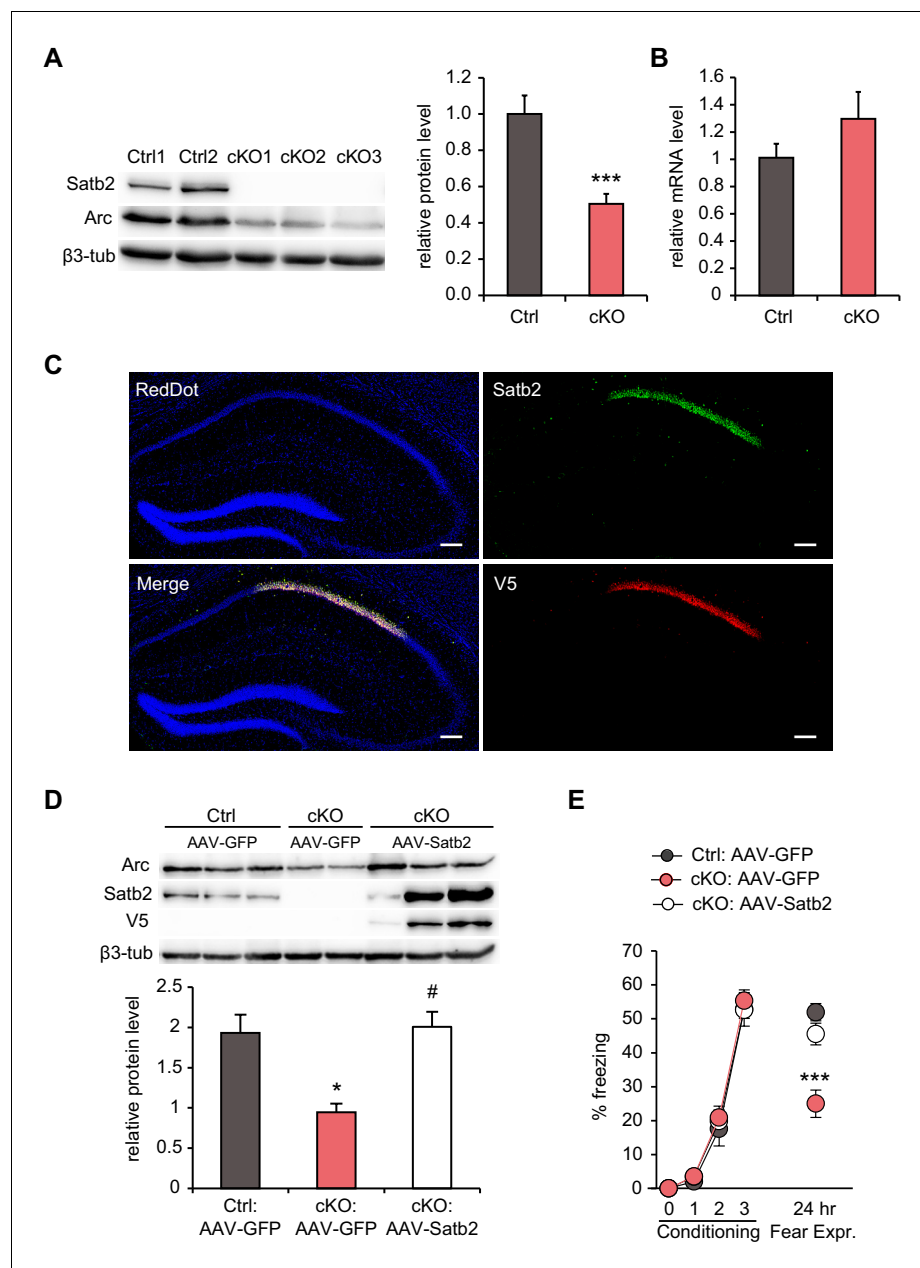 A
Ctrl1 Ctrl2 cKO1 cKO2 cKO3
Satb2
Arc
β3-tub
relative protein level
1.2
1.0
0.8
0.6
0.4
0.2
0.0
***
Ctrl cKO
B
relative mRNA level
1.6
1.4
1.2
1
0.8
0.6
0.4
0.2
0
Ctrl cKO
C
RedDot
Satb2
Merge
V5
D
Ctrl cKO cKO
AAV-GFP AAV-GFP AAV-Satb2
Arc
Satb2
V5
β3-tub
relative protein level
2.5
2
1.5
1
0.5
0
*
#
Ctrl: cKO: cKO:
AAV-GFP AAV-GFP AAV-Satb2
E
Ctrl: AAV-GFP
cKO: AAV-GFP
cKO: AAV-Satb2
% freezing
60
50
40
30
20
10
0
***
0 1 2 3 24 hr
Conditioning Fear Expr.